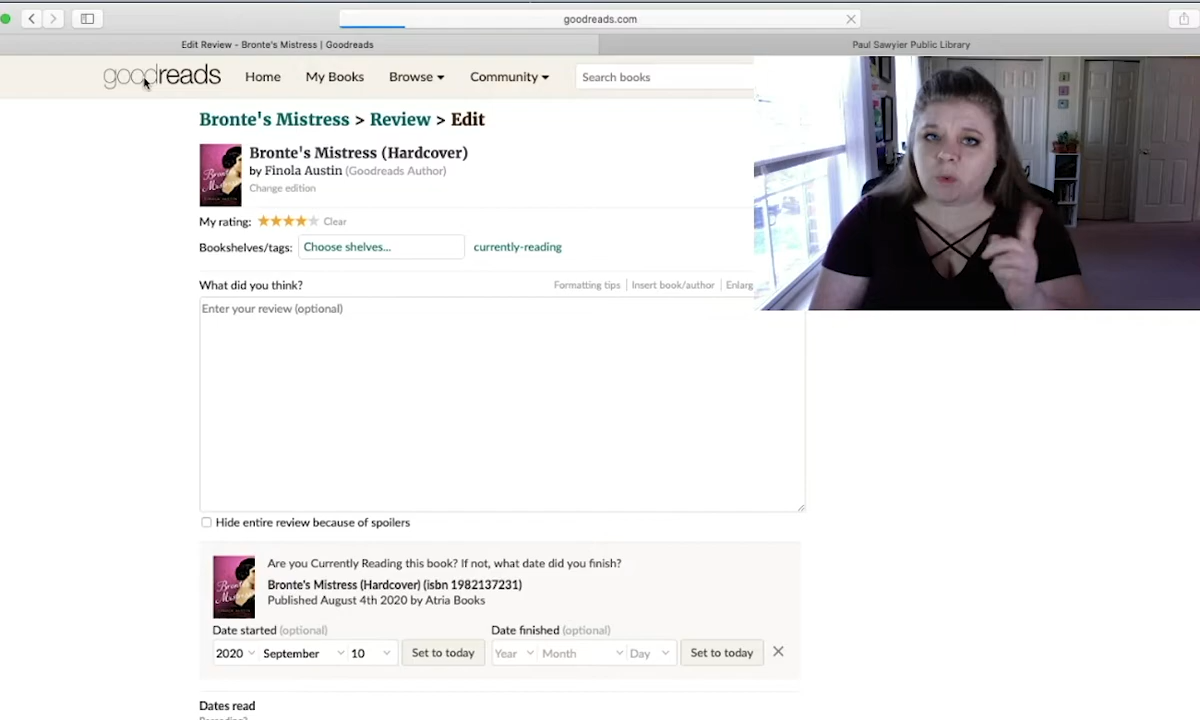 goodreads.com
Edit Review - Bronte's Mistress | Goodreads
Paul Sawyier Public Library
goodreads Home My Books Browse Community Search books
Bronte's Mistress > Review > Edit
Bronte's Mistress (Hardcover)
by Finola Austin (Goodreads Author)
Change edition
My rating: Clear
Bookshelves/tags: Choose shelves... currently-reading
What did you think? Formatting tips | Insert book/author | Enlarg
Enter your review (optional)
Hide entire review because of spoilers
Are you Currently Reading this book? If not, what date did you finish?
Bronte's Mistress (Hardcover) (isbn 1982137231)
Published August 4th 2020 by Atria Books
Date started (optional) Date finished (optional)
2020 September 10 Set to today Year Month Day Set to today
Dates read